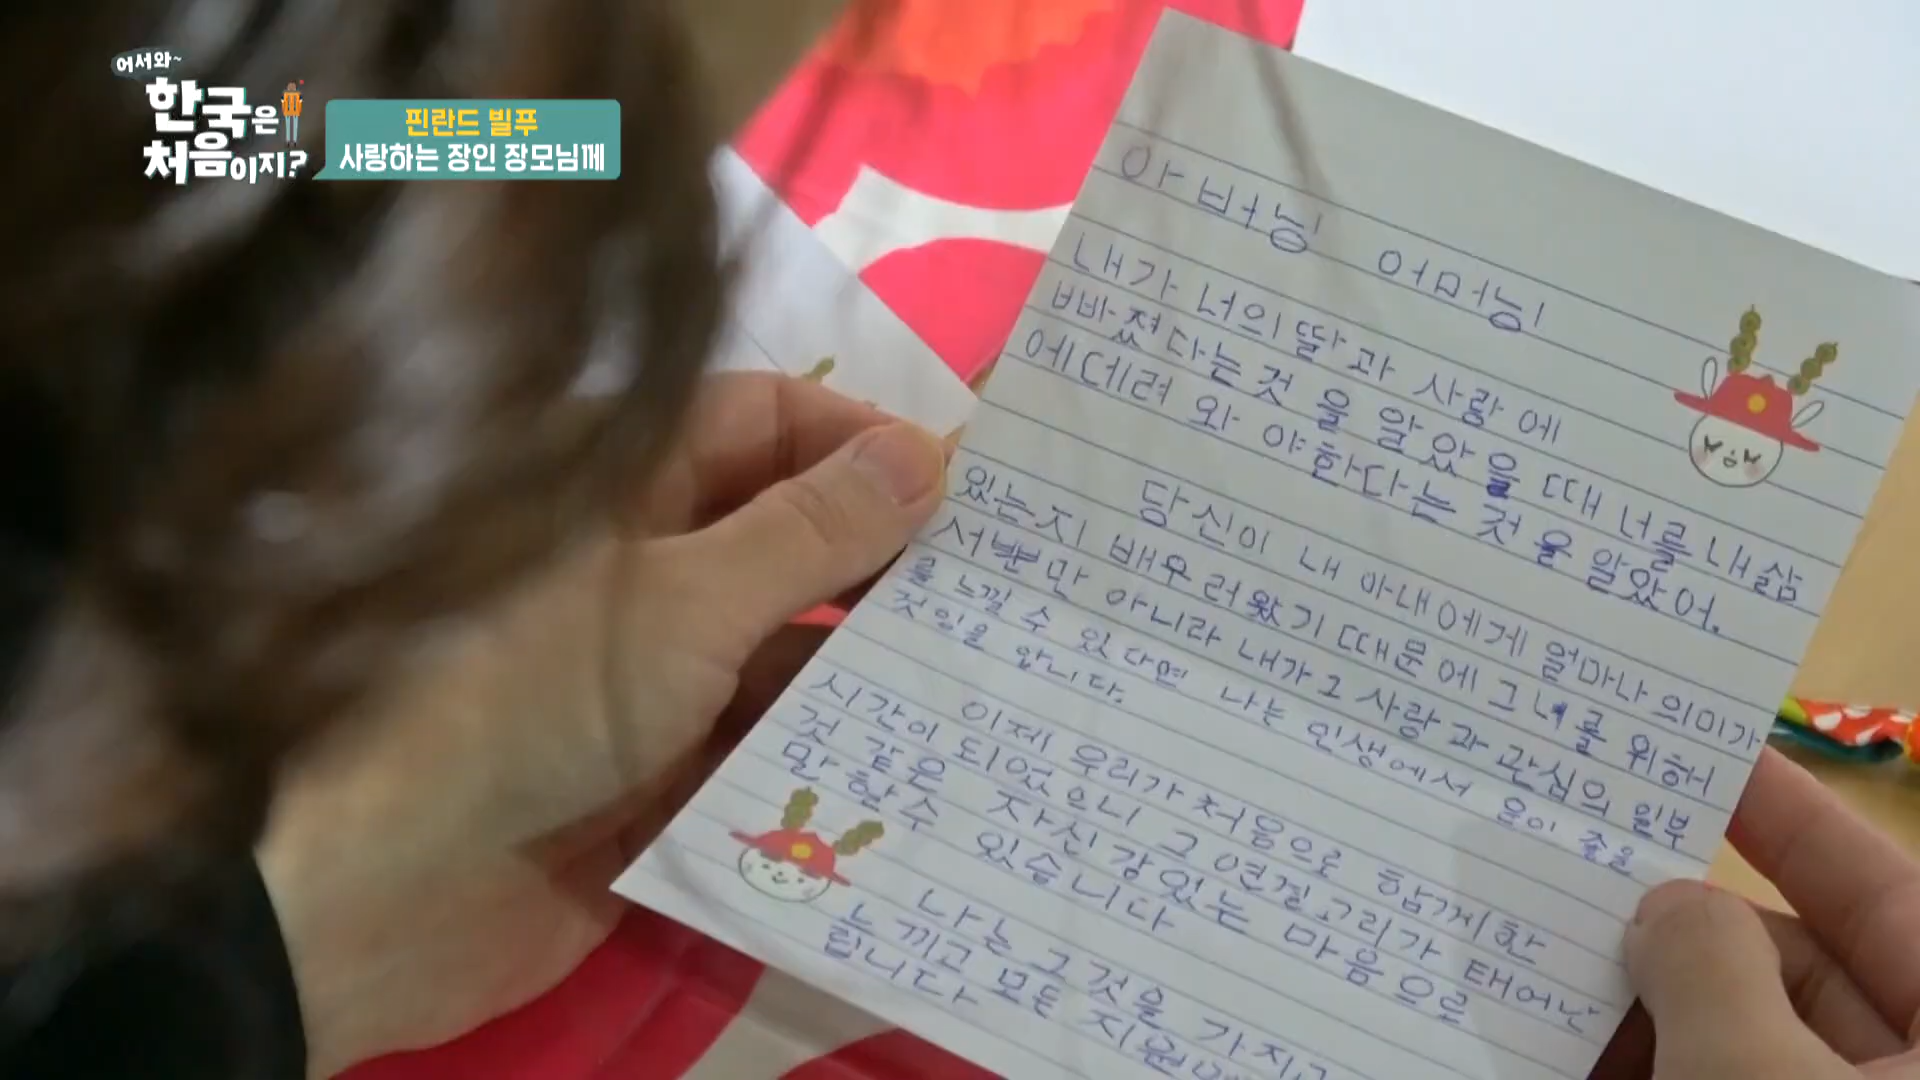 어서와~
한국은
처음이지?
핀란드 빌푸
사랑하는 장인 장모님께
아버님 어머님
내가 너의 딸과 사랑에
빠졌다는것을 알았을때 너를 내삶
에데려와야한다는 것을 알았어.
당신이 내 아내에게 얼마나 의미가
있는지 배우러왔기 때문에 그녀를 위해
서뿐만 아니라 내가 그 사랑과 관심의 일부
를 느낄 수 있다면 나는 인생에서 운이 좋은
것임을 압니다.
이제 우리가 처음으로 함께한
시간이 되었으니 그 연결고리가 태어난
것 같은 자신감 있는 마음으로
말할수 있습니다
나는 그것을 가지고
느끼고 모든
됩니다